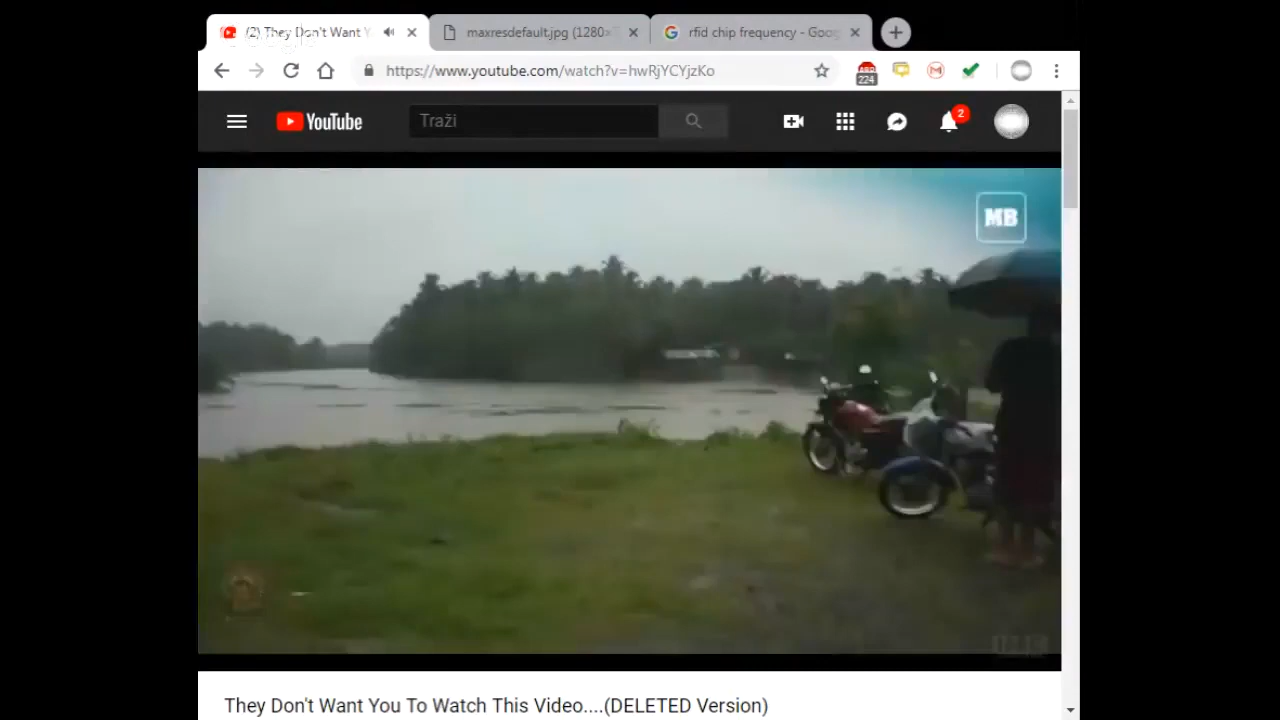 (2) They Don't Want Y
maxresdefault.jpg (1280×
rfid chip frequency - Goog
https://www.youtube.com/watch?v=hwRjYCYjzKo
224
YouTube
Traži
2
MB
They Don't Want You To Watch This Video....(DELETED Version)